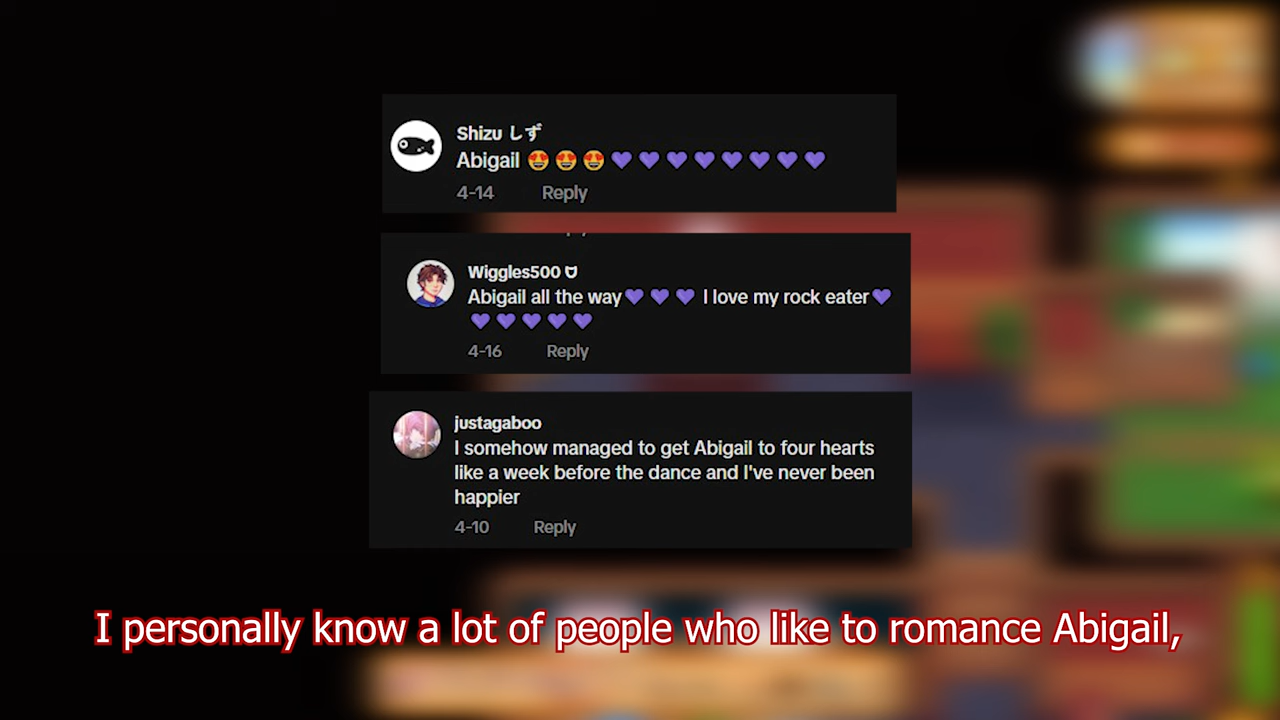 Shizu しず
Abigail 😍 😍 😍 💜 💜 💜 💜 💜 💜 💜 💜
4-14 Reply
Wiggles500 ᗢ
Abigail all the way 💜 💜 💜 I love my rock eater 💜
💜 💜 💜 💜 💜
4-16 Reply
justagaboo
I somehow managed to get Abigail to four hearts
like a week before the dance and I've never been
happier
4-10 Reply
I personally know a lot of people who like to romance Abigail,